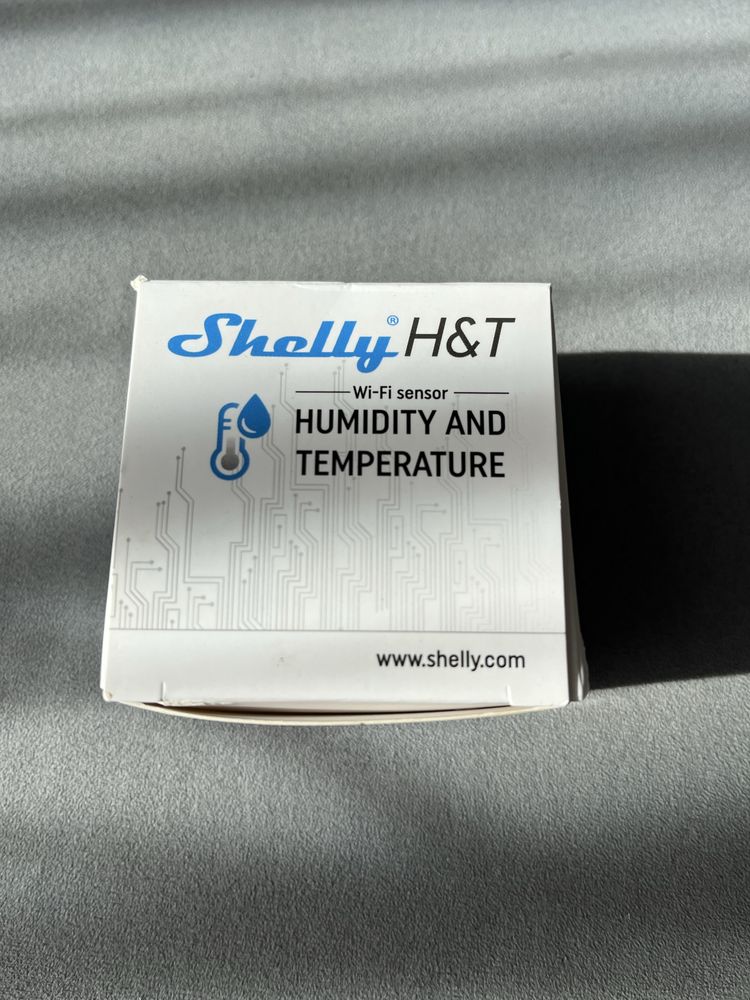 Shelly® H&T
Wi-Fi sensor
HUMIDITY AND
TEMPERATURE
www.shelly.com